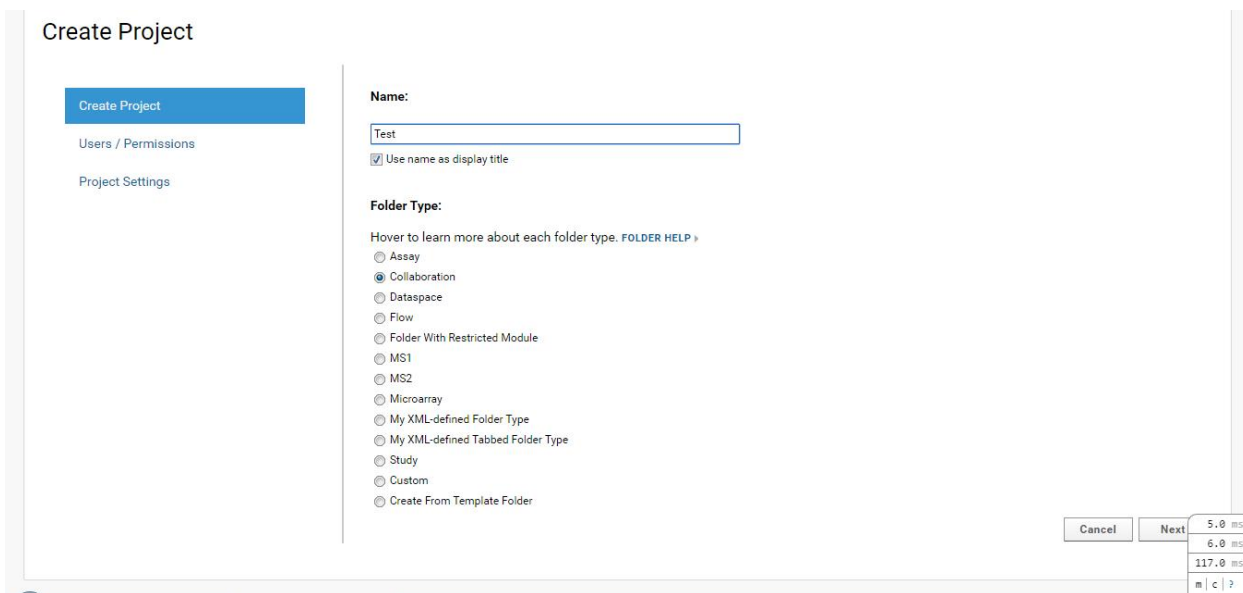 Create Project
Create Project
Users / Permissions
Project Settings
Name:
Test
Use name as display title
Folder Type:
Hover to learn more about each folder type. FOLDER HELP
Assay
Collaboration
Dataspace
Flow
Folder With Restricted Module
MS1
MS2
Microarray
My XML-defined Folder Type
My XML-defined Tabbed Folder Type
Study
Custom
Create From Template Folder
Cancel Next
5.0 ms
6.0 ms
117.0 ms
m | c | ?